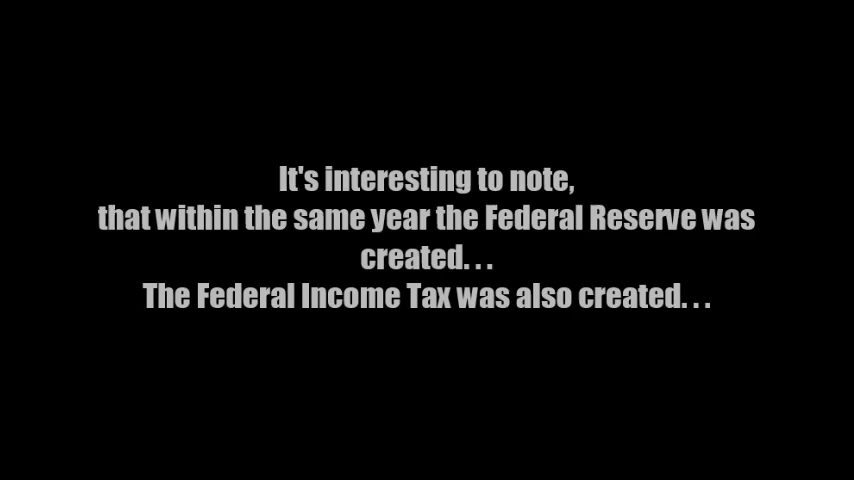 It's interesting to note,
that within the same year the Federal Reserve was
created. . .
The Federal Income Tax was also created. . .